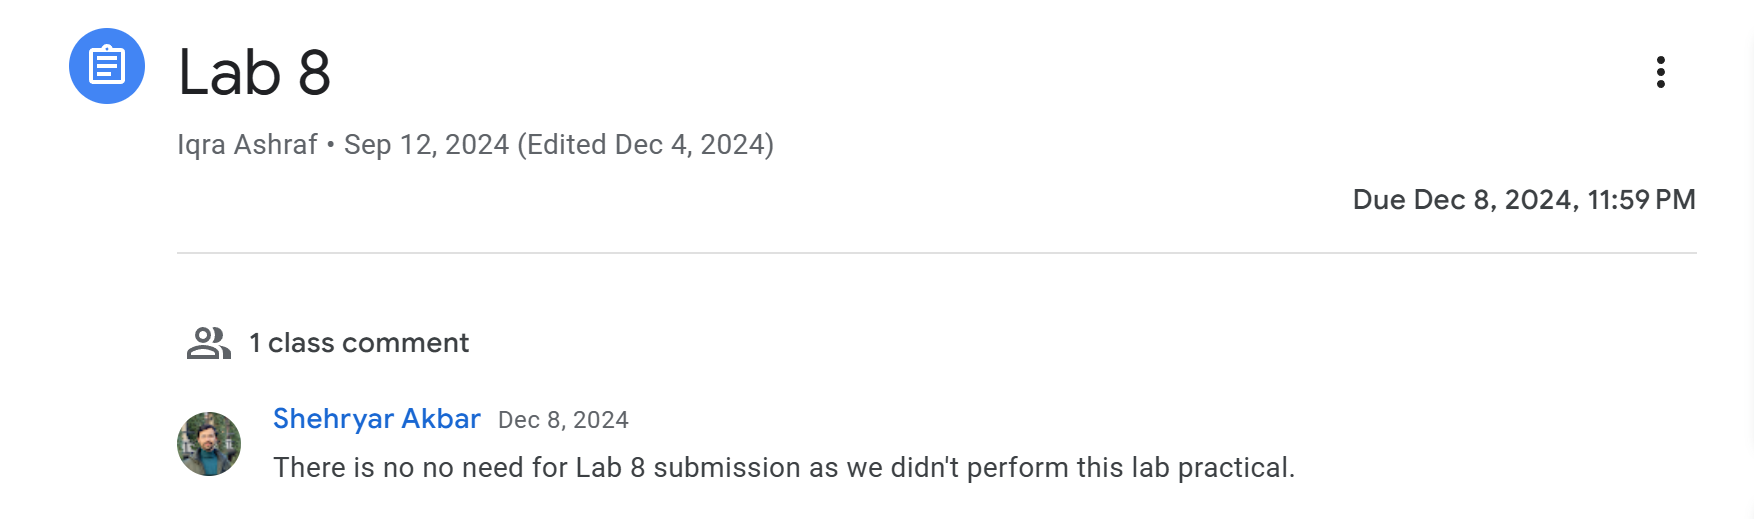 Lab 8
Iqra Ashraf • Sep 12, 2024 (Edited Dec 4, 2024)
Due Dec 8, 2024, 11:59 PM
1 class comment
Shehryar Akbar Dec 8, 2024
There is no no need for Lab 8 submission as we didn't perform this lab practical.